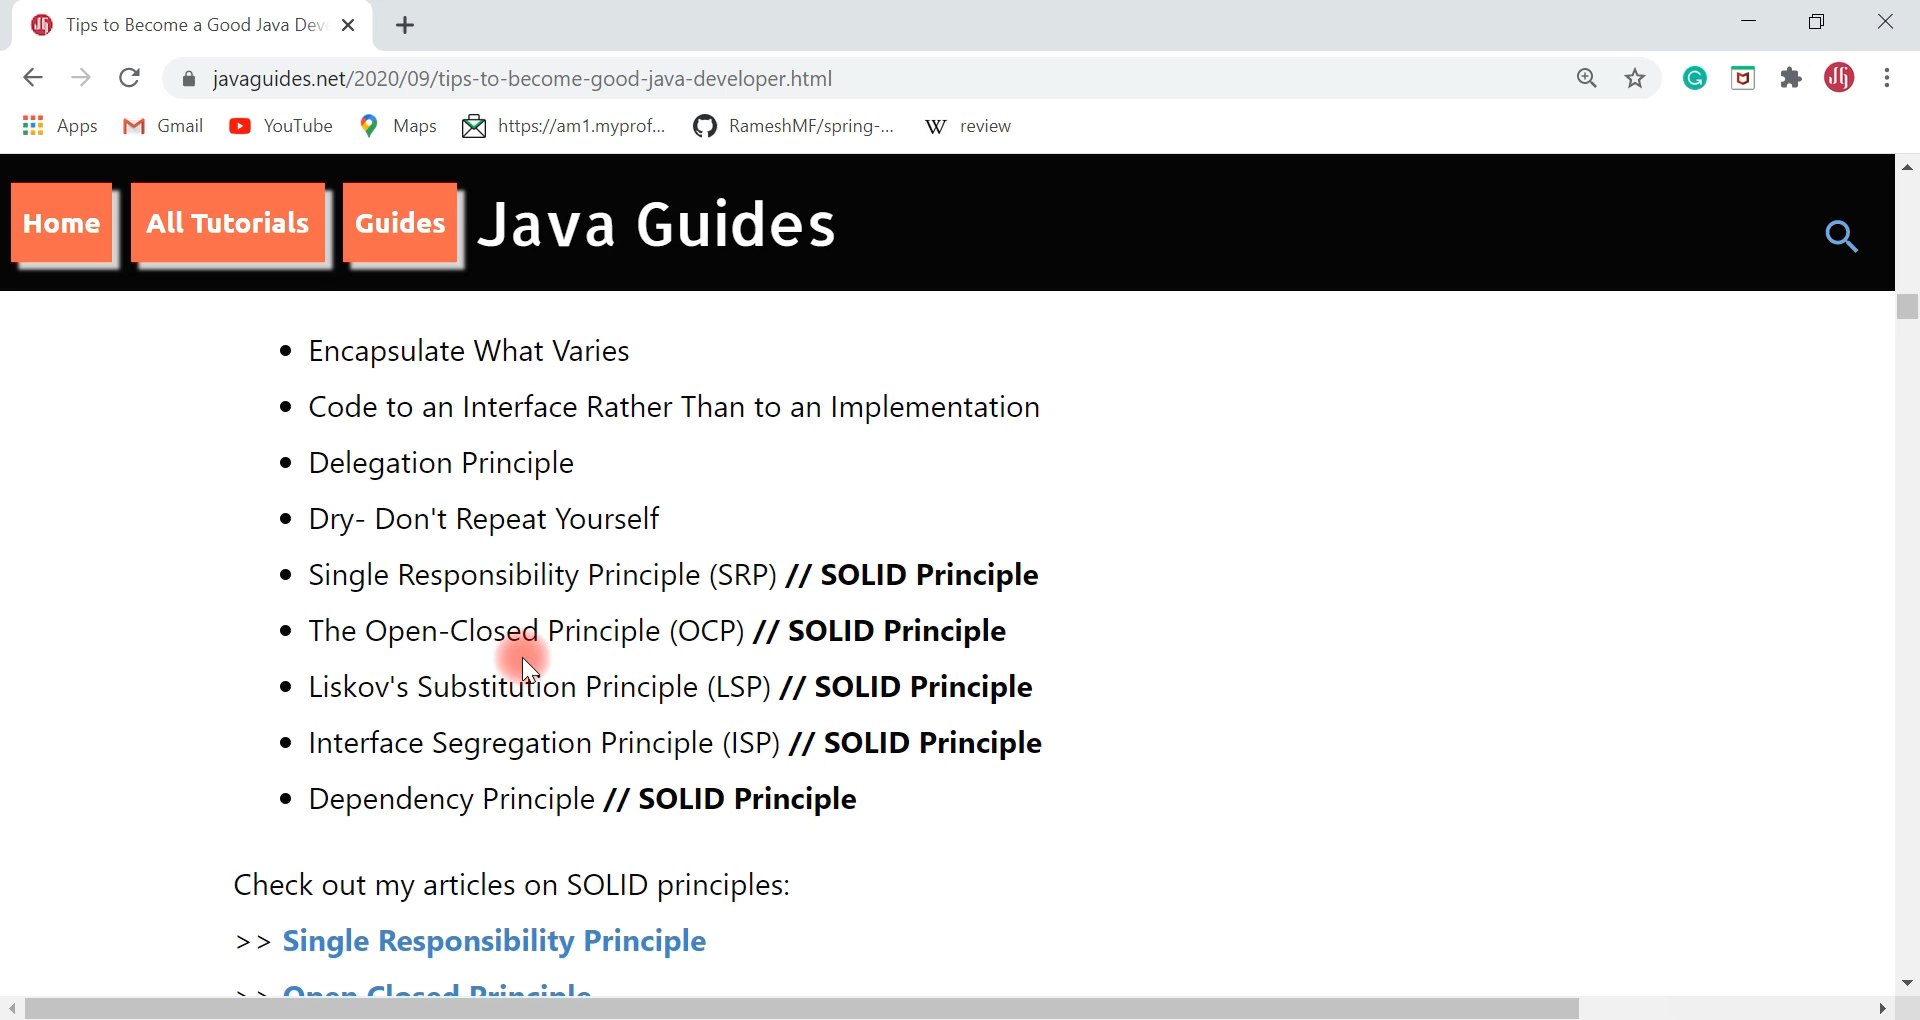 Tips to Become a Good Java Dev
javaguides.net/2020/09/tips-to-become-good-java-developer.html
Apps Gmail YouTube Maps https://am1.myprof... RameshMF/spring-... W review
Home All Tutorials Guides Java Guides
• Encapsulate What Varies
• Code to an Interface Rather Than to an Implementation
• Delegation Principle
• Dry- Don't Repeat Yourself
• Single Responsibility Principle (SRP) // SOLID Principle
• The Open-Closed Principle (OCP) // SOLID Principle
• Liskov's Substitution Principle (LSP) // SOLID Principle
• Interface Segregation Principle (ISP) // SOLID Principle
• Dependency Principle // SOLID Principle
Check out my articles on SOLID principles:
>> Single Responsibility Principle
>> Open Closed Principle